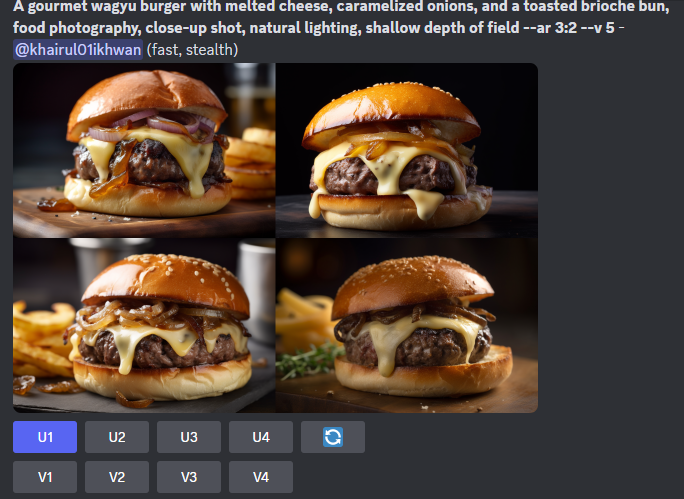 A gourmet wagyu burger with melted cheese, caramelized onions, and a toasted brioche bun,
food photography, close-up shot, natural lighting, shallow depth of field --ar 3:2 --v 5 -
@khairul01ikhwan (fast, stealth)
U1 U2 U3 U4
V1 V2 V3 V4